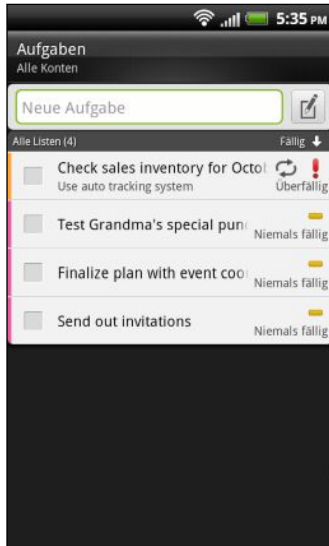 5:35 PM
Aufgaben
Alle Konten
Neue Aufgabe
Alle Listen (4) Fällig
Check sales inventory for Octo
Use auto tracking system Überfällig
Test Grandma's special pun
Niemals fällig
Finalize plan with event coo
Niemals fällig
Send out invitations
Niemals fällig